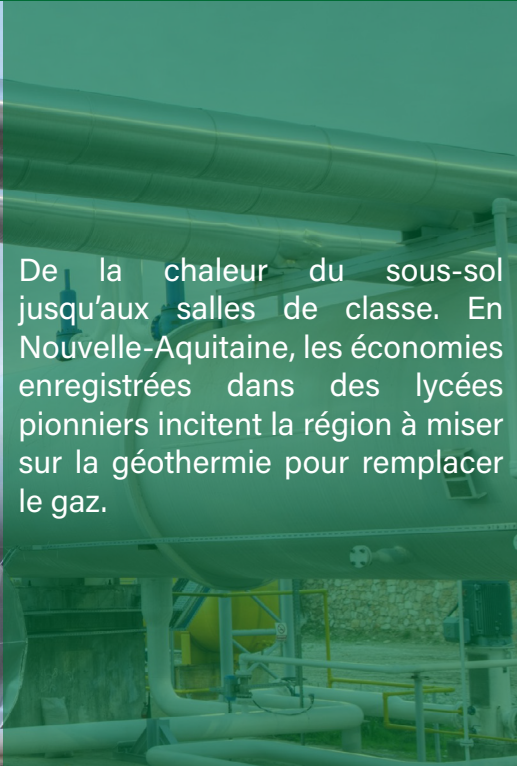 De la chaleur du sous-sol
jusqu’aux salles de classe. En
Nouvelle-Aquitaine, les économies
enregistrées dans des lycées
pionniers incitent la région à miser
sur la géothermie pour remplacer
le gaz.